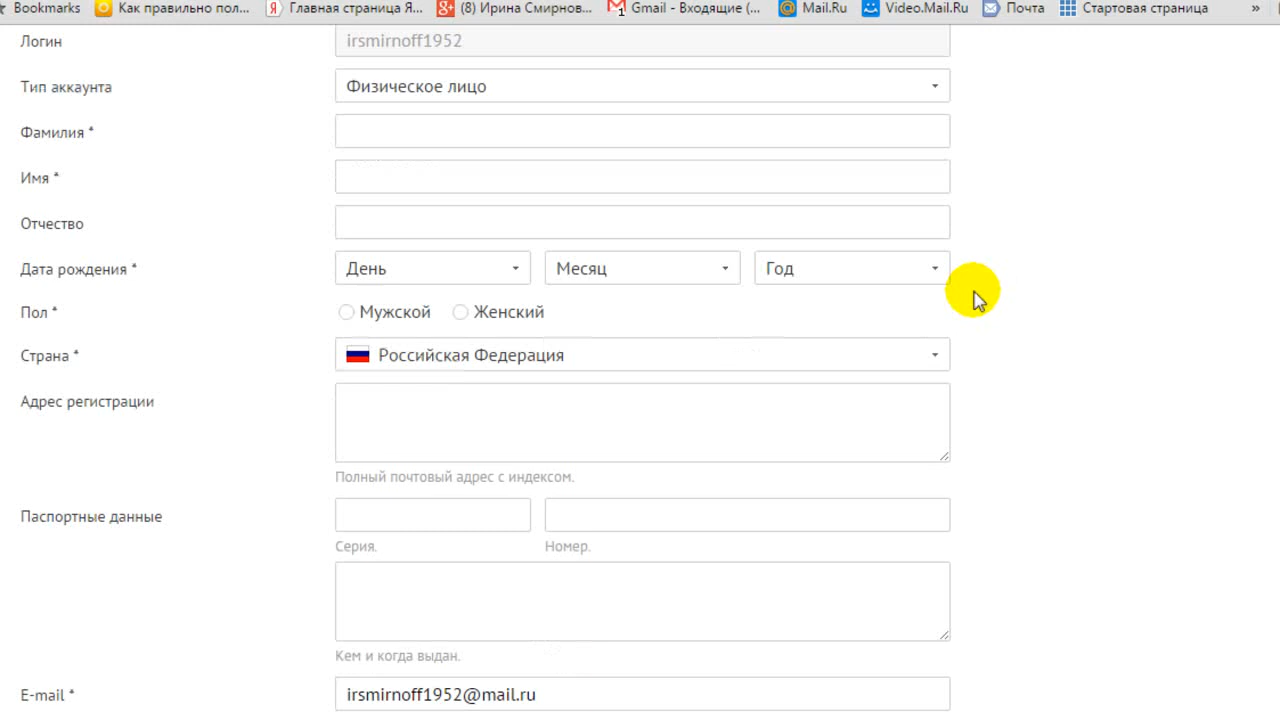 Bookmarks Как правильно пол... Главная страница Я... (8) Ирина Смирнов... Gmail - Входящие (... Mail.Ru Video.Mail.Ru Почта Стартовая страница »
Логин irsmirnoff1952
Тип аккаунта Физическое лицо
Фамилия *
Имя *
Отчество
Дата рождения * День Месяц Год
Пол * Мужской Женский
Страна * Российская Федерация
Адрес регистрации
Полный почтовый адрес с индексом.
Паспортные данные
Серия. Номер.
Кем и когда выдан.
E-mail * irsmirnoff1952@mail.ru